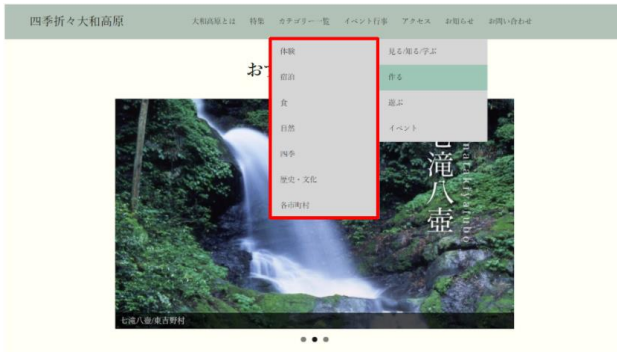 四季折々大和高原
大和高原とは 特集 カテゴリー一覧 イベント行事 アクセス お知らせ お問い合わせ
体験
宿泊
食
自然
四季
歴史・文化
各市町村
見る/知る/学ぶ
作る
遊ぶ
イベント
お
七滝八壺
七滝八壺/東吉野村